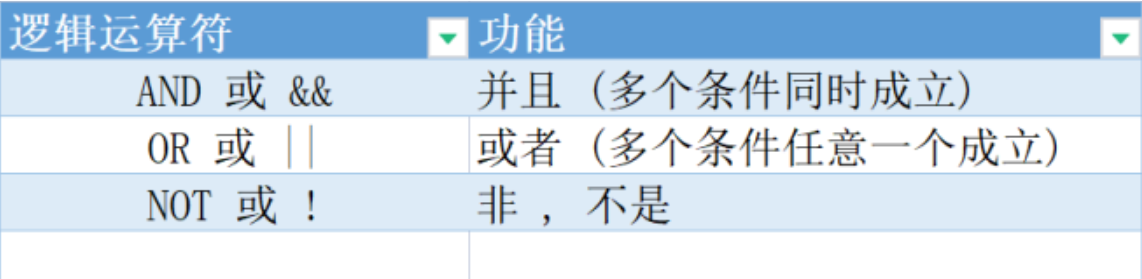 逻辑运算符 功能
AND 或 && 并且 (多个条件同时成立)
OR 或 || 或者 (多个条件任意一个成立)
NOT 或 ! 非 , 不是